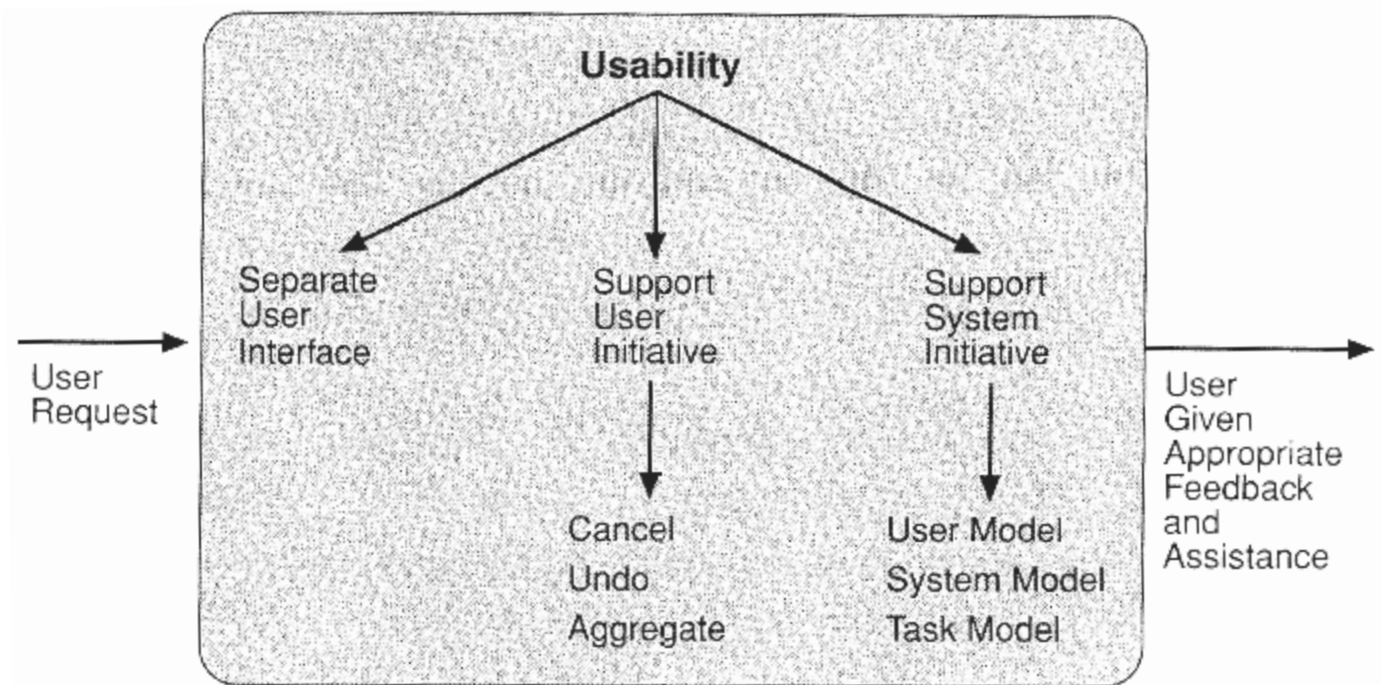 Usability
Separate
User
Interface
Support
User
Initiative
Support
System
Initiative
User
Request
User
Given
Appropriate
Feedback
and
Assistance
Cancel
Undo
Aggregate
User Model
System Model
Task Model